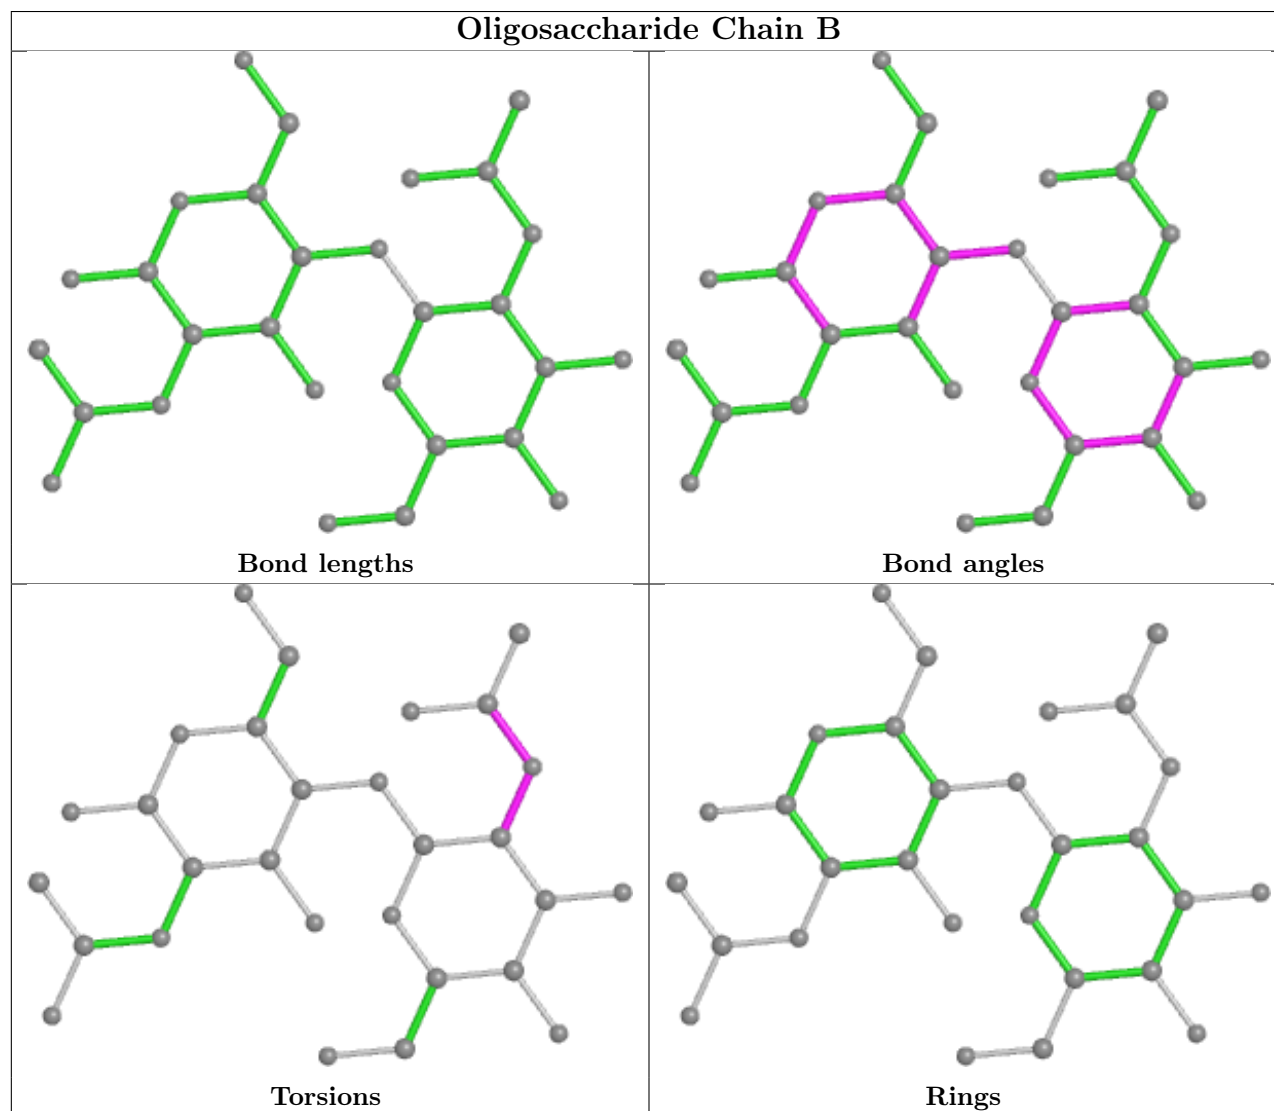 Oligosaccharide Chain B
Bond lengths
Bond angles
Torsions
Rings